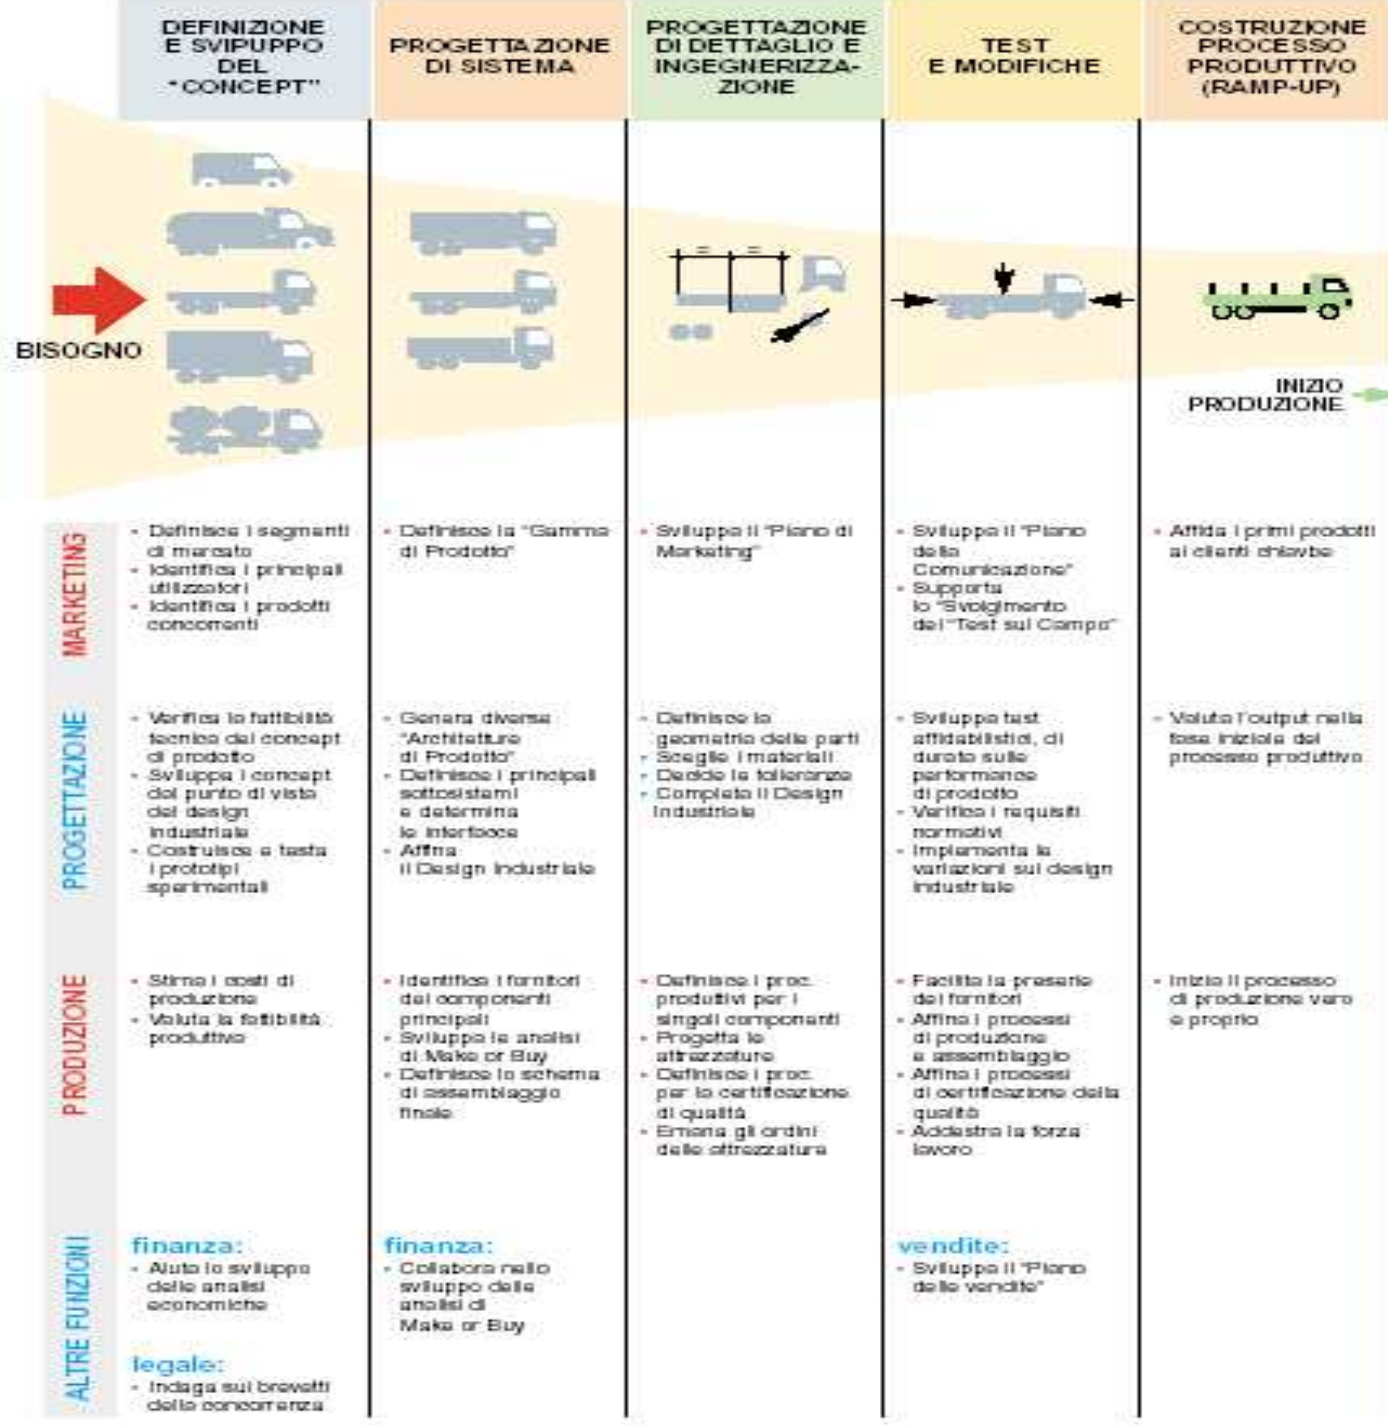 DEFINIZIONE
E SVIPUPPO
DEL
"CONCEPT"
PROGETTAZIONE
DI SISTEMA
PROGETTAZIONE
DI DETTAGLIO E
INGEGNERIZZA-
ZIONE
TEST
E MODIFICHE
COSTRUZIONE
PROCESSO
PRODUTTIVO
(RAMP-UP)
BISOGNO
INIZIO
PRODUZIONE
MARKETING
- Definisce i segmenti
di mercato
- Identifica i principali
utilizzatori
- Identifica i prodotti
concorrenti
- Definisce la "Gamma
di Prodotto"
- Sviluppa il "Piano di
Marketing"
- Sviluppa il "Piano
della
Comunicazione"
- Supporta
lo "Svolgimento
del "Test sul Campo"
- Affida i primi prodotti
ai clienti chiavbe
PROGETTAZIONE
- Verifica la fattibilità
tecnica dei concept
di prodotto
- Sviluppa i concept
dal punto di vista
del design
industriale
- Costruisce e testa
i prototipi
sperimentali
- Genera diverse
"Architetture
di Prodotto"
- Definisce i principali
sottosistemi
e determina
le interfacce
- Affina
il Design Industriale
- Definisce la
geometria delle parti
- Sceglie i materiali
- Decide le tolleranze
- Completa il Design
Industriale
- Sviluppa test
affidabilistici, di
durata sulle
performance
di prodotto
- Verifica i requisiti
normativi
- Implementa le
variazioni sul design
industriale
- Valuta l'output nella
fase iniziale del
processo produttivo
PRODUZIONE
- Stima i costi di
produzione
- Valuta la fattibilità
produttiva
- Identifica i fornitori
dei componenti
principali
- Sviluppa le analisi
di Make or Buy
- Definisce lo schema
di assemblaggio
finale
- Definisce i proc.
produttivi per i
singoli componenti
- Progetta le
attrezzature
- Definisce i proc.
per la certificazione
di qualità
- Emana gli ordini
delle attrezzature
- Facilita la preserie
dei fornitori
- Affina i processi
di produzione
e assemblaggio
- Affina i processi
di certificazione della
qualità
- Addestra la forza
lavoro
- Inizia il processo
di produzione vero
e proprio
ALTRE FUNZIONI
finanza:
- Aiuta lo sviluppo
delle analisi
economiche
legale:
- Indaga sui brevetti
della concorrenza
finanza:
- Collabora nello
sviluppo delle
analisi di
Make or Buy
vendite:
- Sviluppa il "Piano
delle vendite"